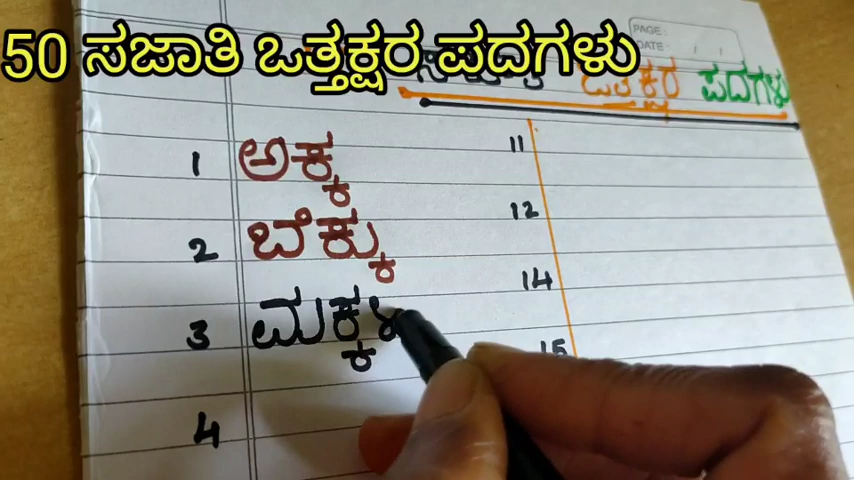 50 ಸಜಾತಿ ಒತ್ತಕ್ಷರ ಪದಗಳು
PAGE:
DATE:
ಒತ್ತಕ್ಷರ ಪದಗಳು
1 ಅಕ್ಕ
2 ಬೆಕ್ಕು
3 ಮಕ್ಕಳ
4
11
12
14
15